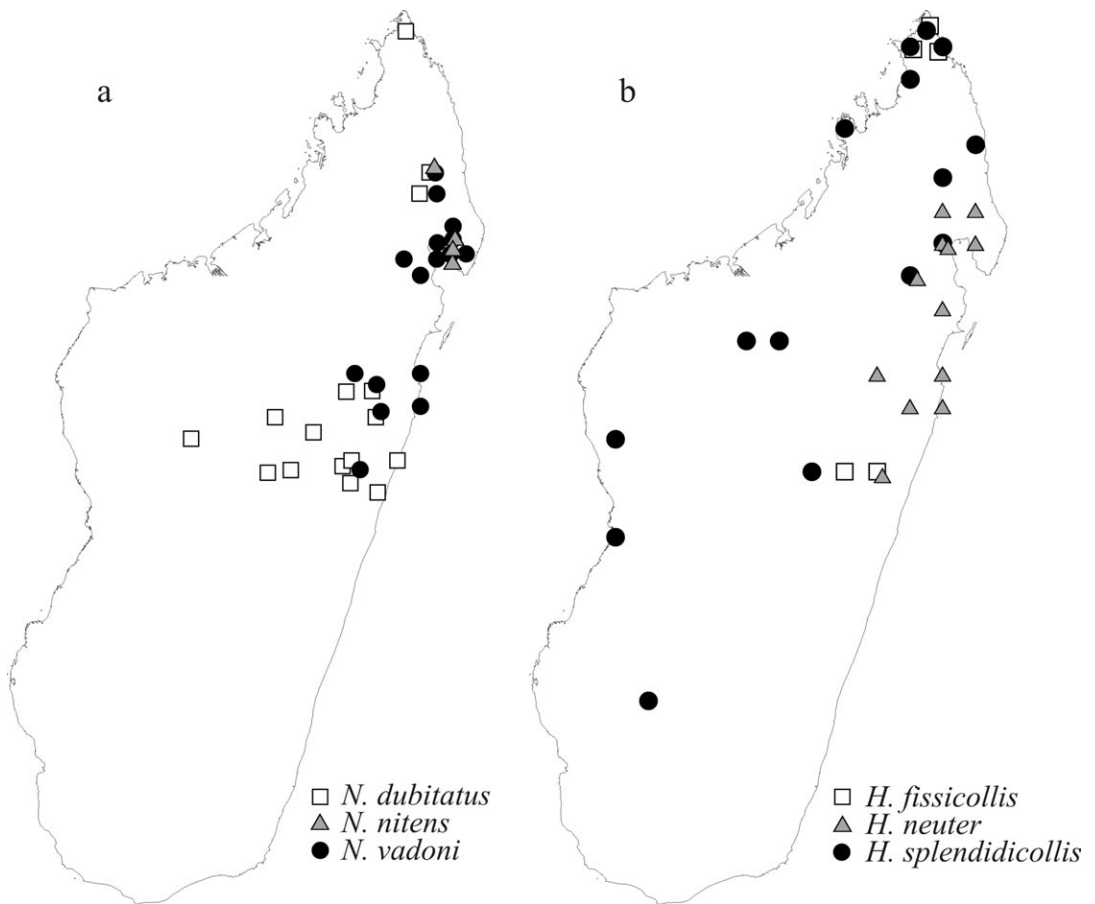 a
N. dubitatus
N. nitens
N. vadoni
b
H. fissicollis
H. neuter
H. splendidicollis